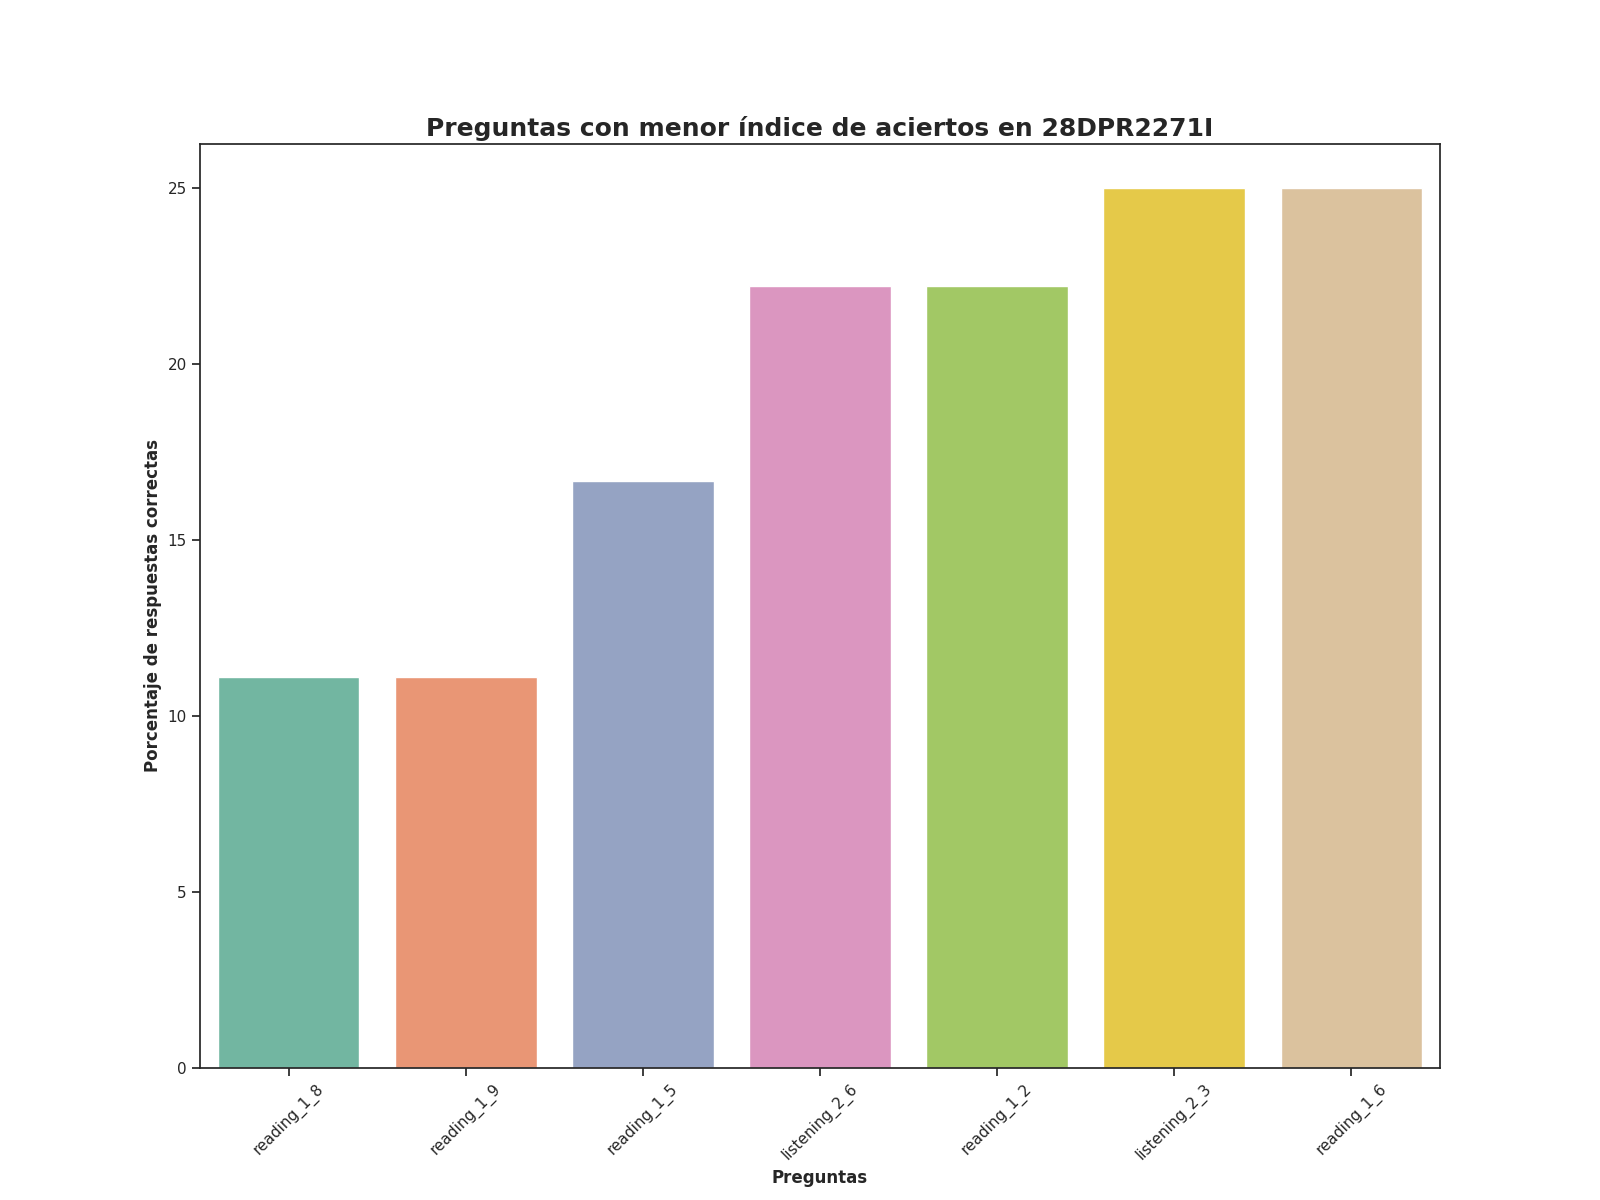 Preguntas con menor índice de aciertos en 28DPR2271I
Porcentaje de respuestas correctas
25
20
15
10
5
0
reading_1_8
reading_1_9
reading_1_5
listening_2_6
reading_1_2
listening_2_3
reading_1_6
Preguntas